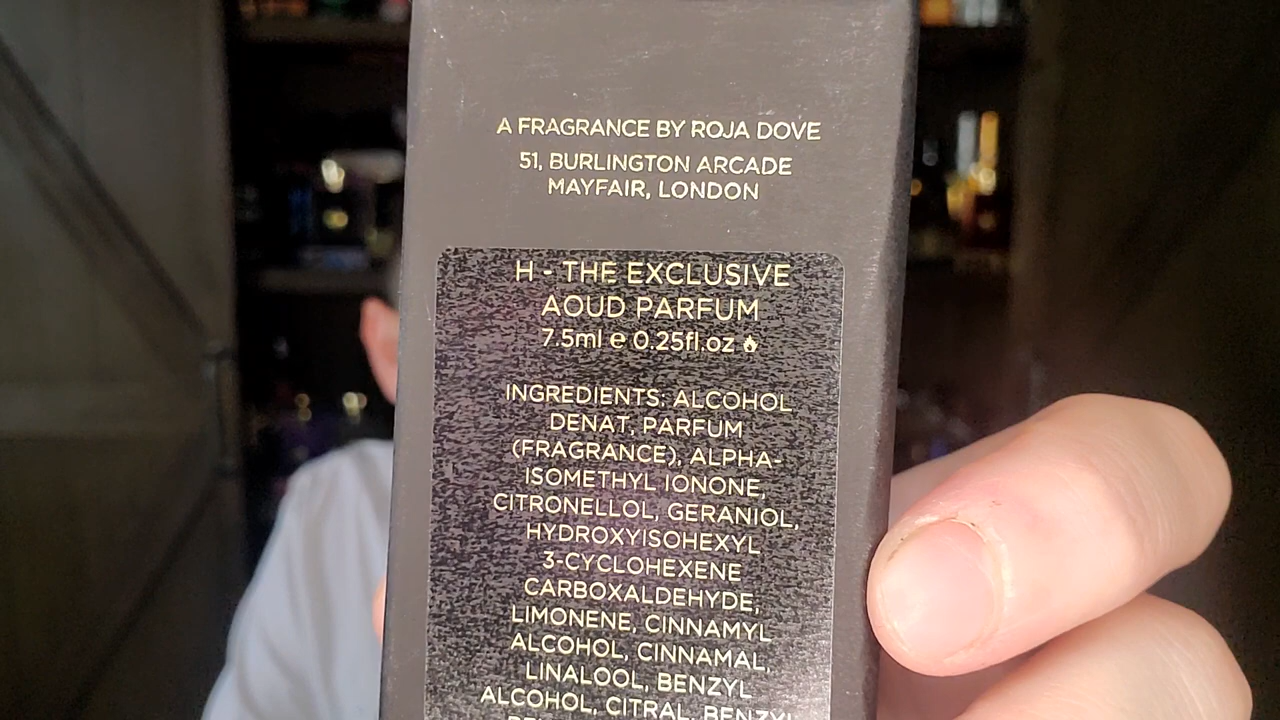 A FRAGRANCE BY ROJA DOVE
51, BURLINGTON ARCADE
MAYFAIR, LONDON
H - THE EXCLUSIVE
AOUD PARFUM
7.5ml e 0.25fl.oz
INGREDIENTS: ALCOHOL
DENAT, PARFUM
(FRAGRANCE), ALPHA-
ISOMETHYL IONONE,
CITRONELLOL, GERANIOL,
HYDROXYISOHEXYL
3-CYCLOHEXENE
CARBOXALDEHYDE,
LIMONENE, CINNAMYL
ALCOHOL, CINNAMAL,
LINALOOL, BENZYL
ALCOHOL, CITRAL, BENZYL